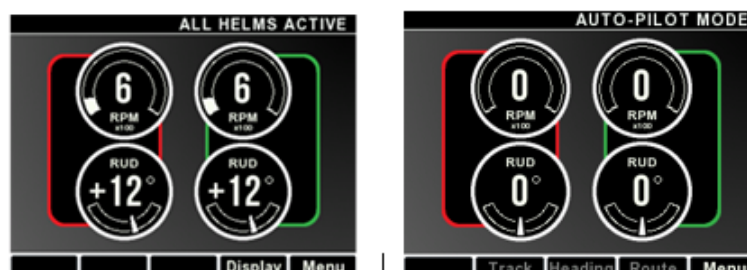 ALL HELMS ACTIVE
6
RPM
x100
6
RPM
x100
RUD
+12°
RUD
+12°
Display Menu
AUTO-PILOT MODE
0
RPM
x100
0
RPM
x100
RUD
0°
RUD
0°
Track Heading Route Menu